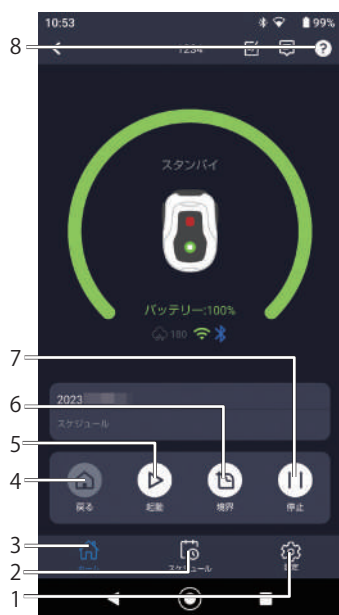 10:53
99%
8
1234
?
スタンバイ
バッテリー:100%
180
7
2023
6
スケジュール
5
4
戻る
起動
境界
停止
3
ホーム
スケジュール
設定
2
1